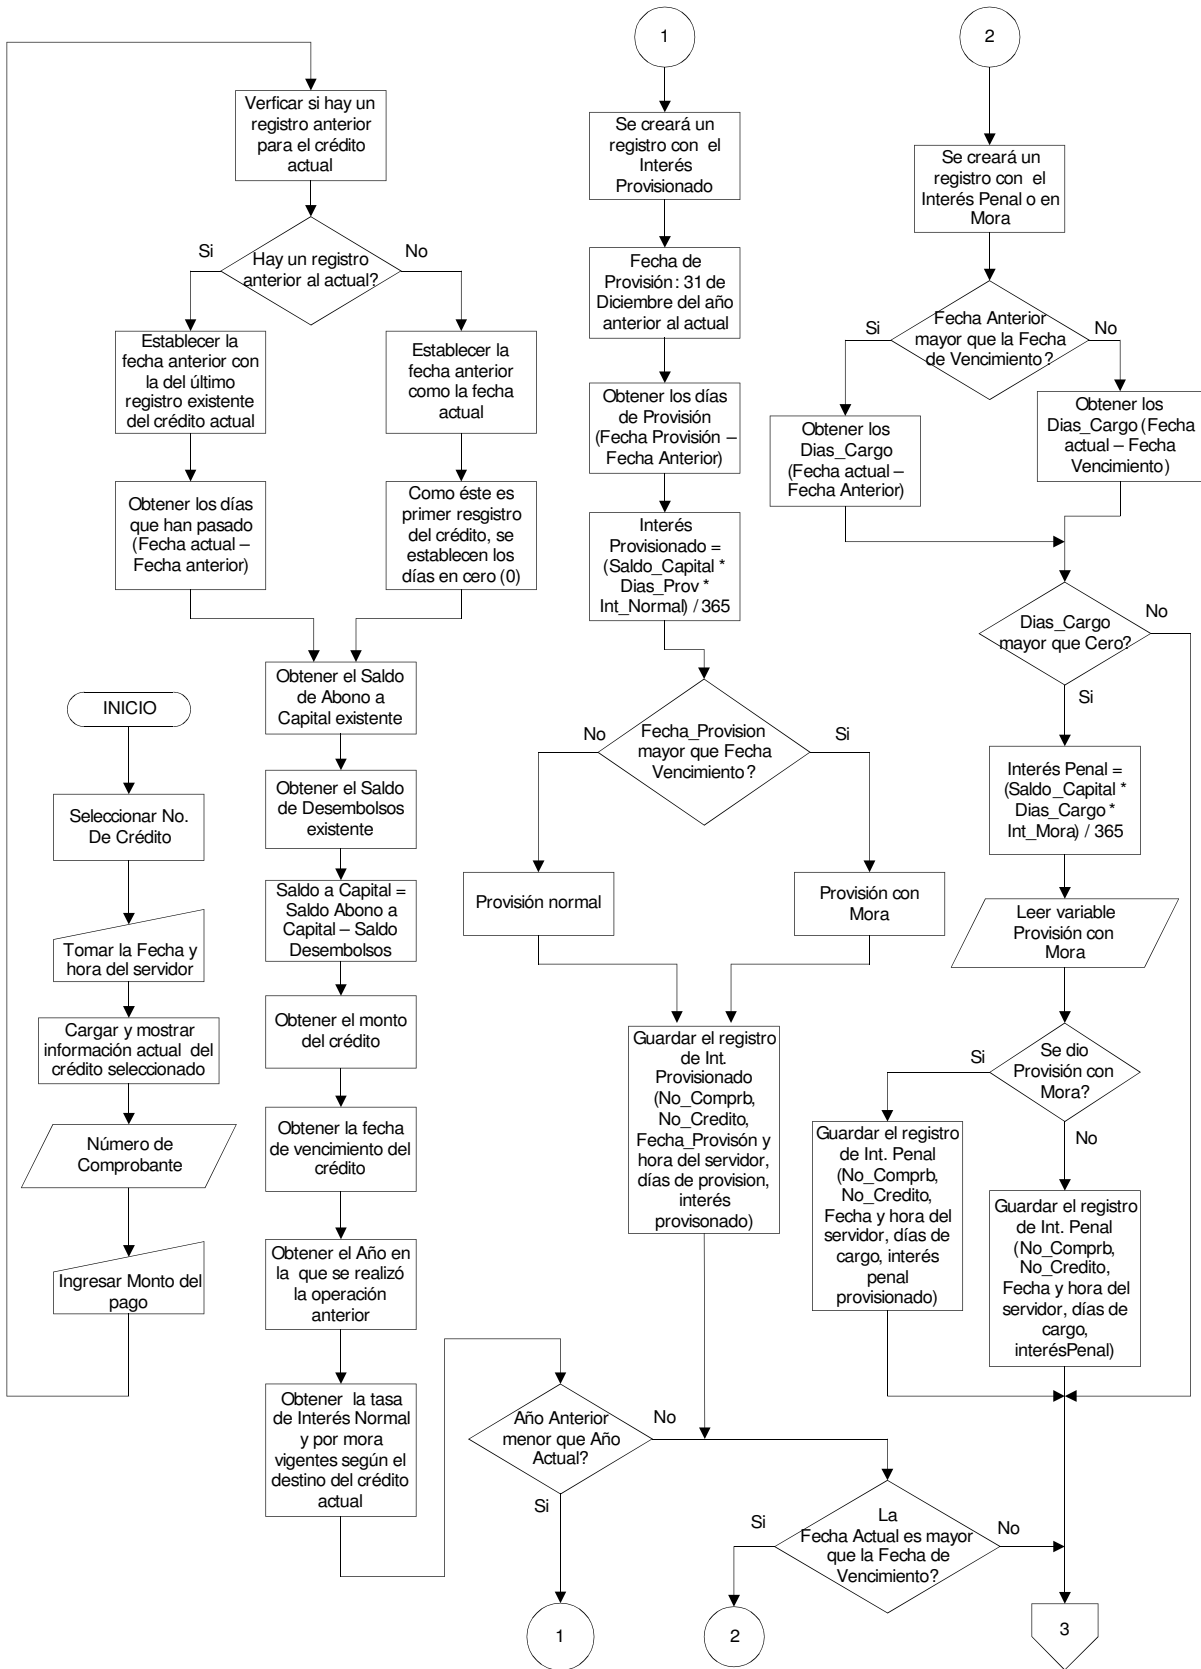 INICIO
Seleccionar No.
De Crédito
Tomar la Fecha y
hora del servidor
Cargar y mostrar
información actual del
crédito seleccionado
Número de
Comprobante
Ingresar Monto del
pago
Verficar si hay un
registro anterior
para el crédito
actual
Hay un registro
anterior al actual?
Si
No
Establecer la
fecha anterior con
la del último
registro existente
del crédito actual
Establecer la
fecha anterior
como la fecha
actual
Obtener los días
que han pasado
(Fecha actual –
Fecha anterior)
Como éste es
primer resgistro
del crédito, se
establecen los
días en cero (0)
Obtener el Saldo
de Abono a
Capital existente
Obtener el Saldo
de Desembolsos
existente
Saldo a Capital =
Saldo Abono a
Capital – Saldo
Desembolsos
Obtener el monto
del crédito
Obtener la fecha
de vencimiento del
crédito
Obtener el Año en
la que se realizó
la operación
anterior
Obtener la tasa
de Interés Normal
y por mora
vigentes según el
destino del crédito
actual
Año Anterior
menor que Año
Actual?
No
Si
1
La
Fecha Actual es mayor
que la Fecha de
Vencimiento?
Si
No
2
3
1
Se creará un
registro con el
Interés
Provisionado
Fecha de
Provisión: 31 de
Diciembre del año
anterior al actual
Obtener los días
de Provisión
(Fecha Provisión –
Fecha Anterior)
Interés
Provisionado =
(Saldo_Capital *
Dias_Prov *
Int_Normal) / 365
Fecha_Provision
mayor que Fecha
Vencimiento?
No
Si
Provisión normal
Provisión con
Mora
Guardar el registro
de Int.
Provisionado
(No_Comprb,
No_Credito,
Fecha_Provisón y
hora del servidor,
días de provision,
interés
provisonado)
2
Se creará un
registro con el
Interés Penal o en
Mora
Fecha Anterior
mayor que la Fecha
de Vencimiento?
Si
No
Obtener los
Dias_Cargo
(Fecha actual –
Fecha Anterior)
Obtener los
Dias_Cargo (Fecha
actual – Fecha
Vencimiento)
Dias_Cargo
mayor que Cero?
No
Si
Interés Penal =
(Saldo_Capital *
Dias_Cargo *
Int_Mora) / 365
Leer variable
Provisión con
Mora
Se dio
Provisión con
Mora?
Si
No
Guardar el registro
de Int. Penal
(No_Comprb,
No_Credito,
Fecha y hora del
servidor, días de
cargo, interés
penal
provisionado)
Guardar el registro
de Int. Penal
(No_Comprb,
No_Credito,
Fecha y hora del
servidor, días de
cargo,
interésPenal)